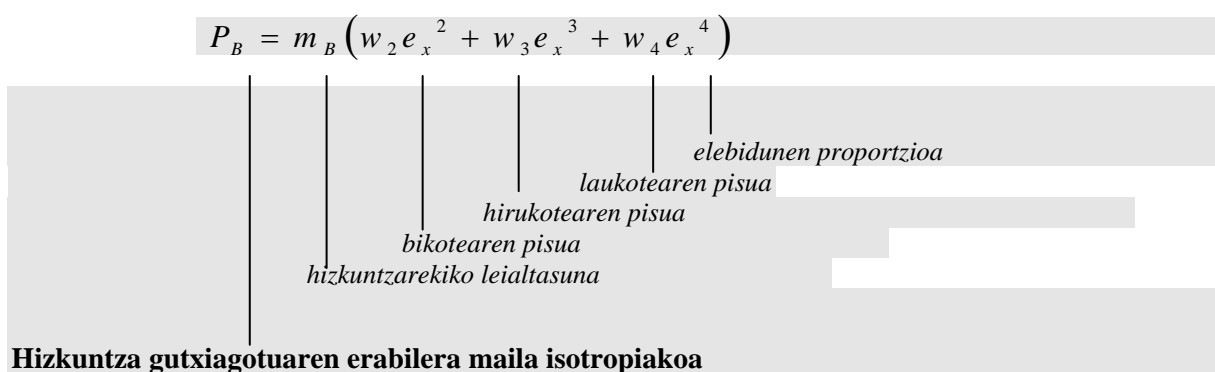 P_B = m_B (w_2 e_x^2 + w_3 e_x^3 + w_4 e_x^4)
elebidunen proportzioa
laukotearen pisua
hirukotearen pisua
bikotearen pisua
hizkuntzarekiko leialtasuna
Hizkuntza gutxiagotuaren erabilera maila isotropiakoa